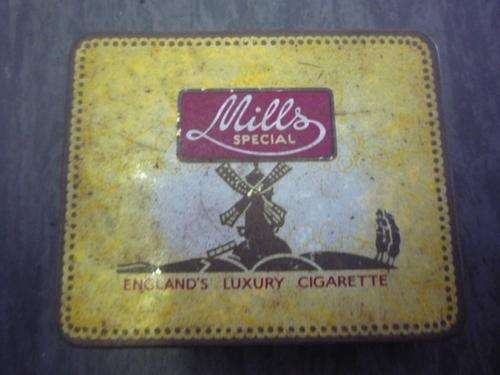 Mills
SPECIAL
ENGLAND'S LUXURY CIGARETTE